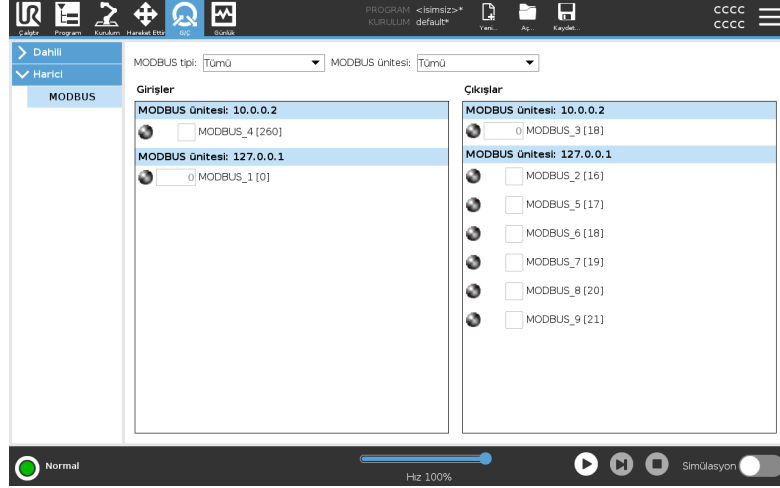 UR
PROGRAM <isimsiz>*
KURULUM default*
CCCC
CCCC
Çalıştır Program Kurulum Hareket Ettir G/Ç Günlük Yeni... Aç... Kaydet...
Dahili
Harici
MODBUS
MODBUS tipi: Tümü MODBUS ünitesi: Tümü
Girişler
MODBUS ünitesi: 10.0.0.2
MODBUS_4 [260]
MODBUS ünitesi: 127.0.0.1
0 MODBUS_1 [0]
Çıkışlar
MODBUS ünitesi: 10.0.0.2
0 MODBUS_3 [18]
MODBUS ünitesi: 127.0.0.1
MODBUS_2 [16]
MODBUS_5 [17]
MODBUS_6 [18]
MODBUS_7 [19]
MODBUS_8 [20]
MODBUS_9 [21]
Normal
Hız 100%
Simülasyon